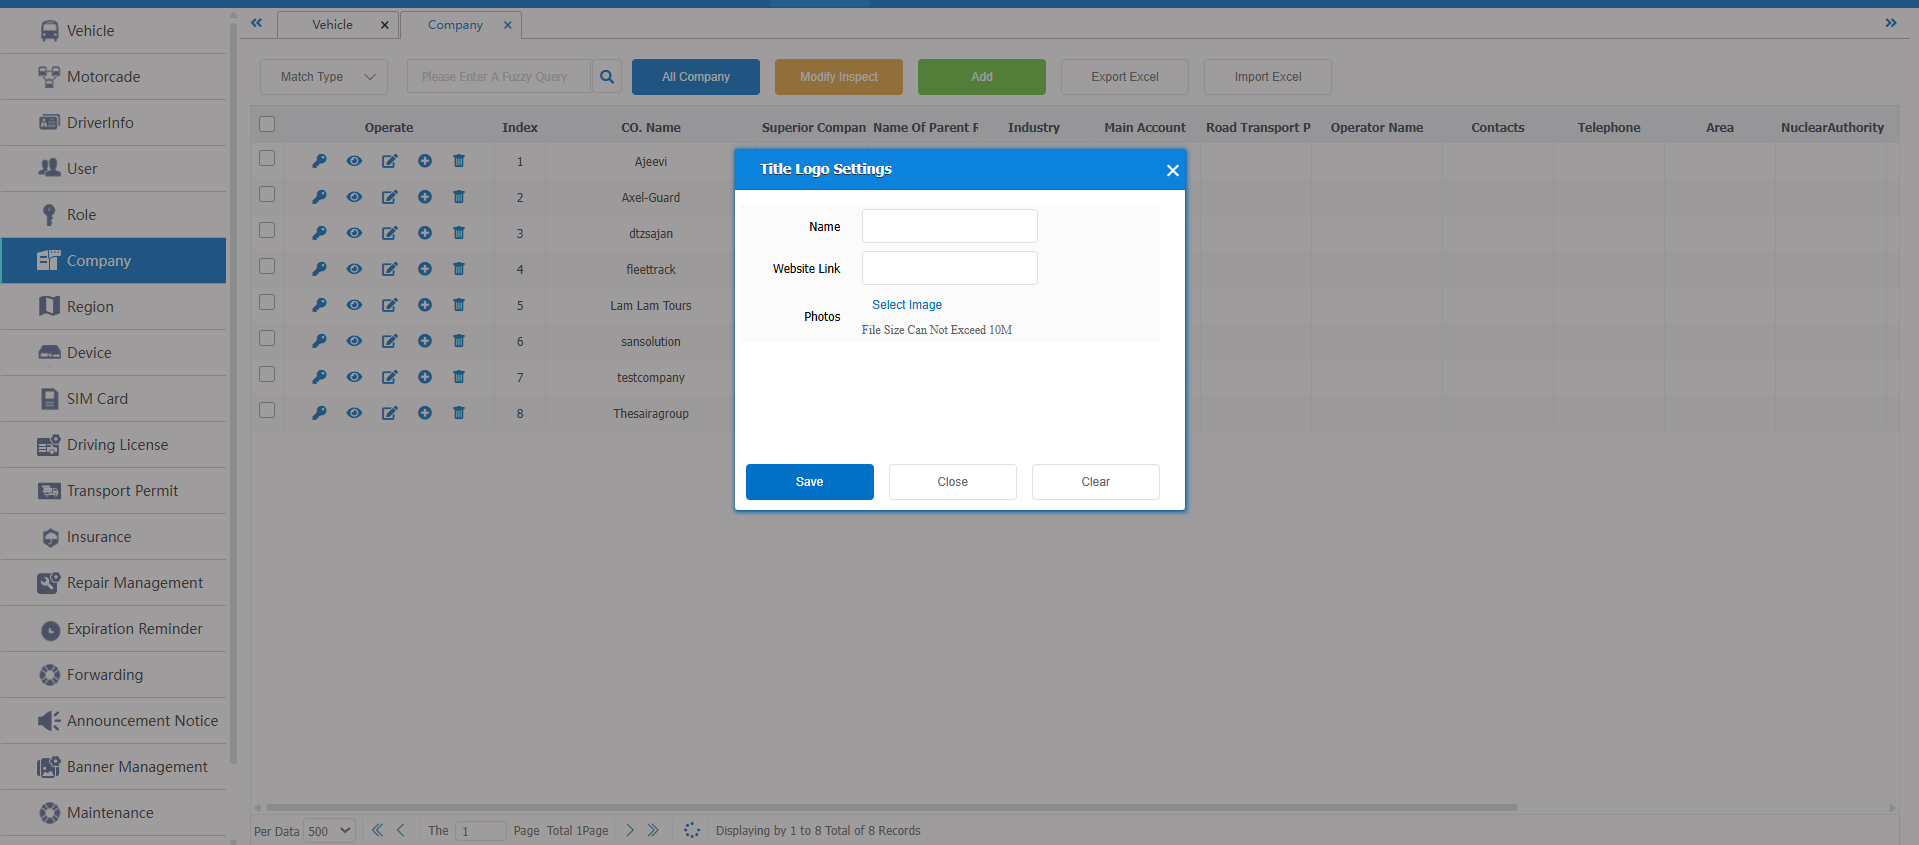 Vehicle
Motorcade
DriverInfo
User
Role
Company
Region
Device
SIM Card
Driving License
Transport Permit
Insurance
Repair Management
Expiration Reminder
Forwarding
Announcement Notice
Banner Management
Maintenance
Vehicle
Company
Match Type
Please Enter A Fuzzy Query
All Company
Modify Inspect
Add
Export Excel
Import Excel
Operate Index CO. Name Superior Compan Name Of Parent R Industry Main Account Road Transport P Operator Name Contacts Telephone Area NuclearAuthority
1 Ajeevi
2 Axel-Guard
3 dtzsajan
4 fleettrack
5 Lam Lam Tours
6 sansolution
7 testcompany
8 Thesairagroup
Title Logo Settings
Name
Website Link
Photos
Select Image
File Size Can Not Exceed 10M
Save
Close
Clear
Per Data 500 The 1 Page Total 1Page Displaying by 1 to 8 Total of 8 Records